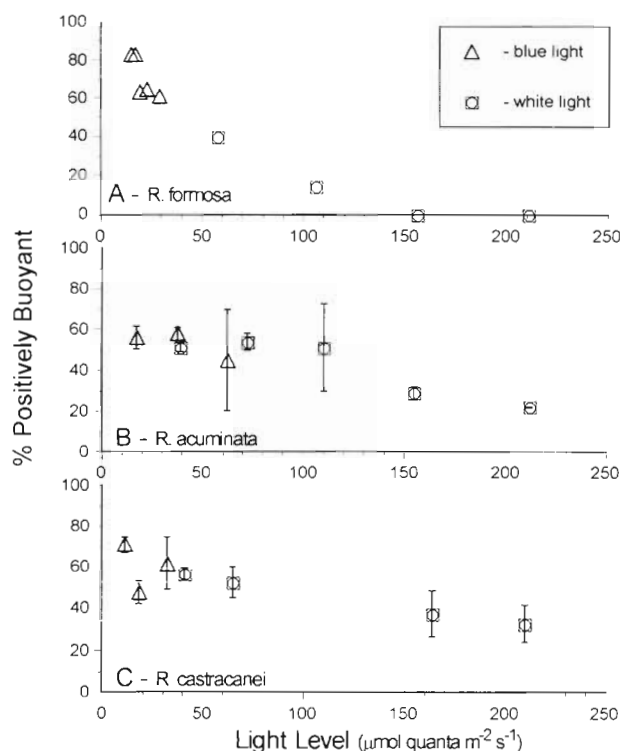 100
80
60
40
20
0
△ - blue light
- white light
A - R. formosa
0 50 100 150 200 250
% Positively Buoyant
100
80
60
40
20
0
B - R. acuminata
0 50 100 150 200 250
100
80
60
40
20
0
C - R castracanei
0 50 100 150 200 250
Light Level (μmol quanta m⁻² s⁻¹)